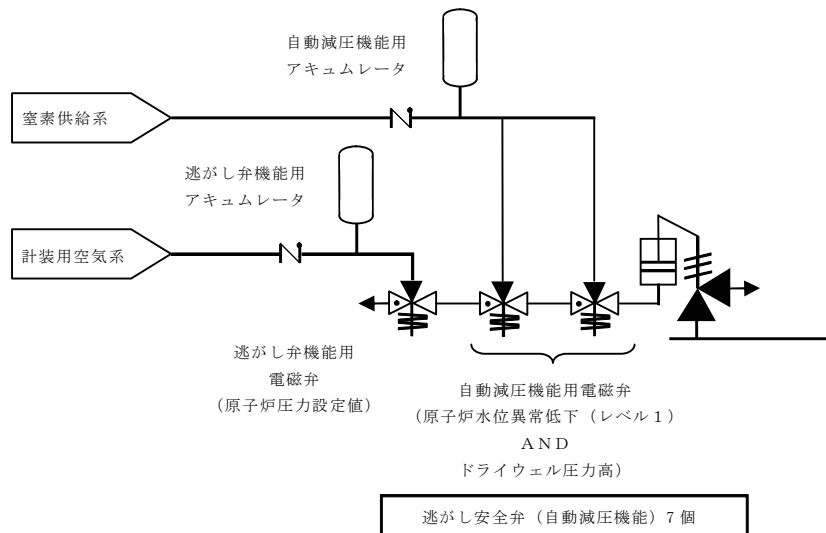 自動減圧機能用
アキュムレータ
窒素供給系
逃がし弁機能用
アキュムレータ
計装用空気系
逃がし弁機能用
電磁弁
（原子炉圧力設定値）
自動減圧機能用電磁弁
（原子炉水位異常低下（レベル１）
ＡＮＤ
ドライウェル圧力高）
逃がし安全弁（自動減圧機能）７個